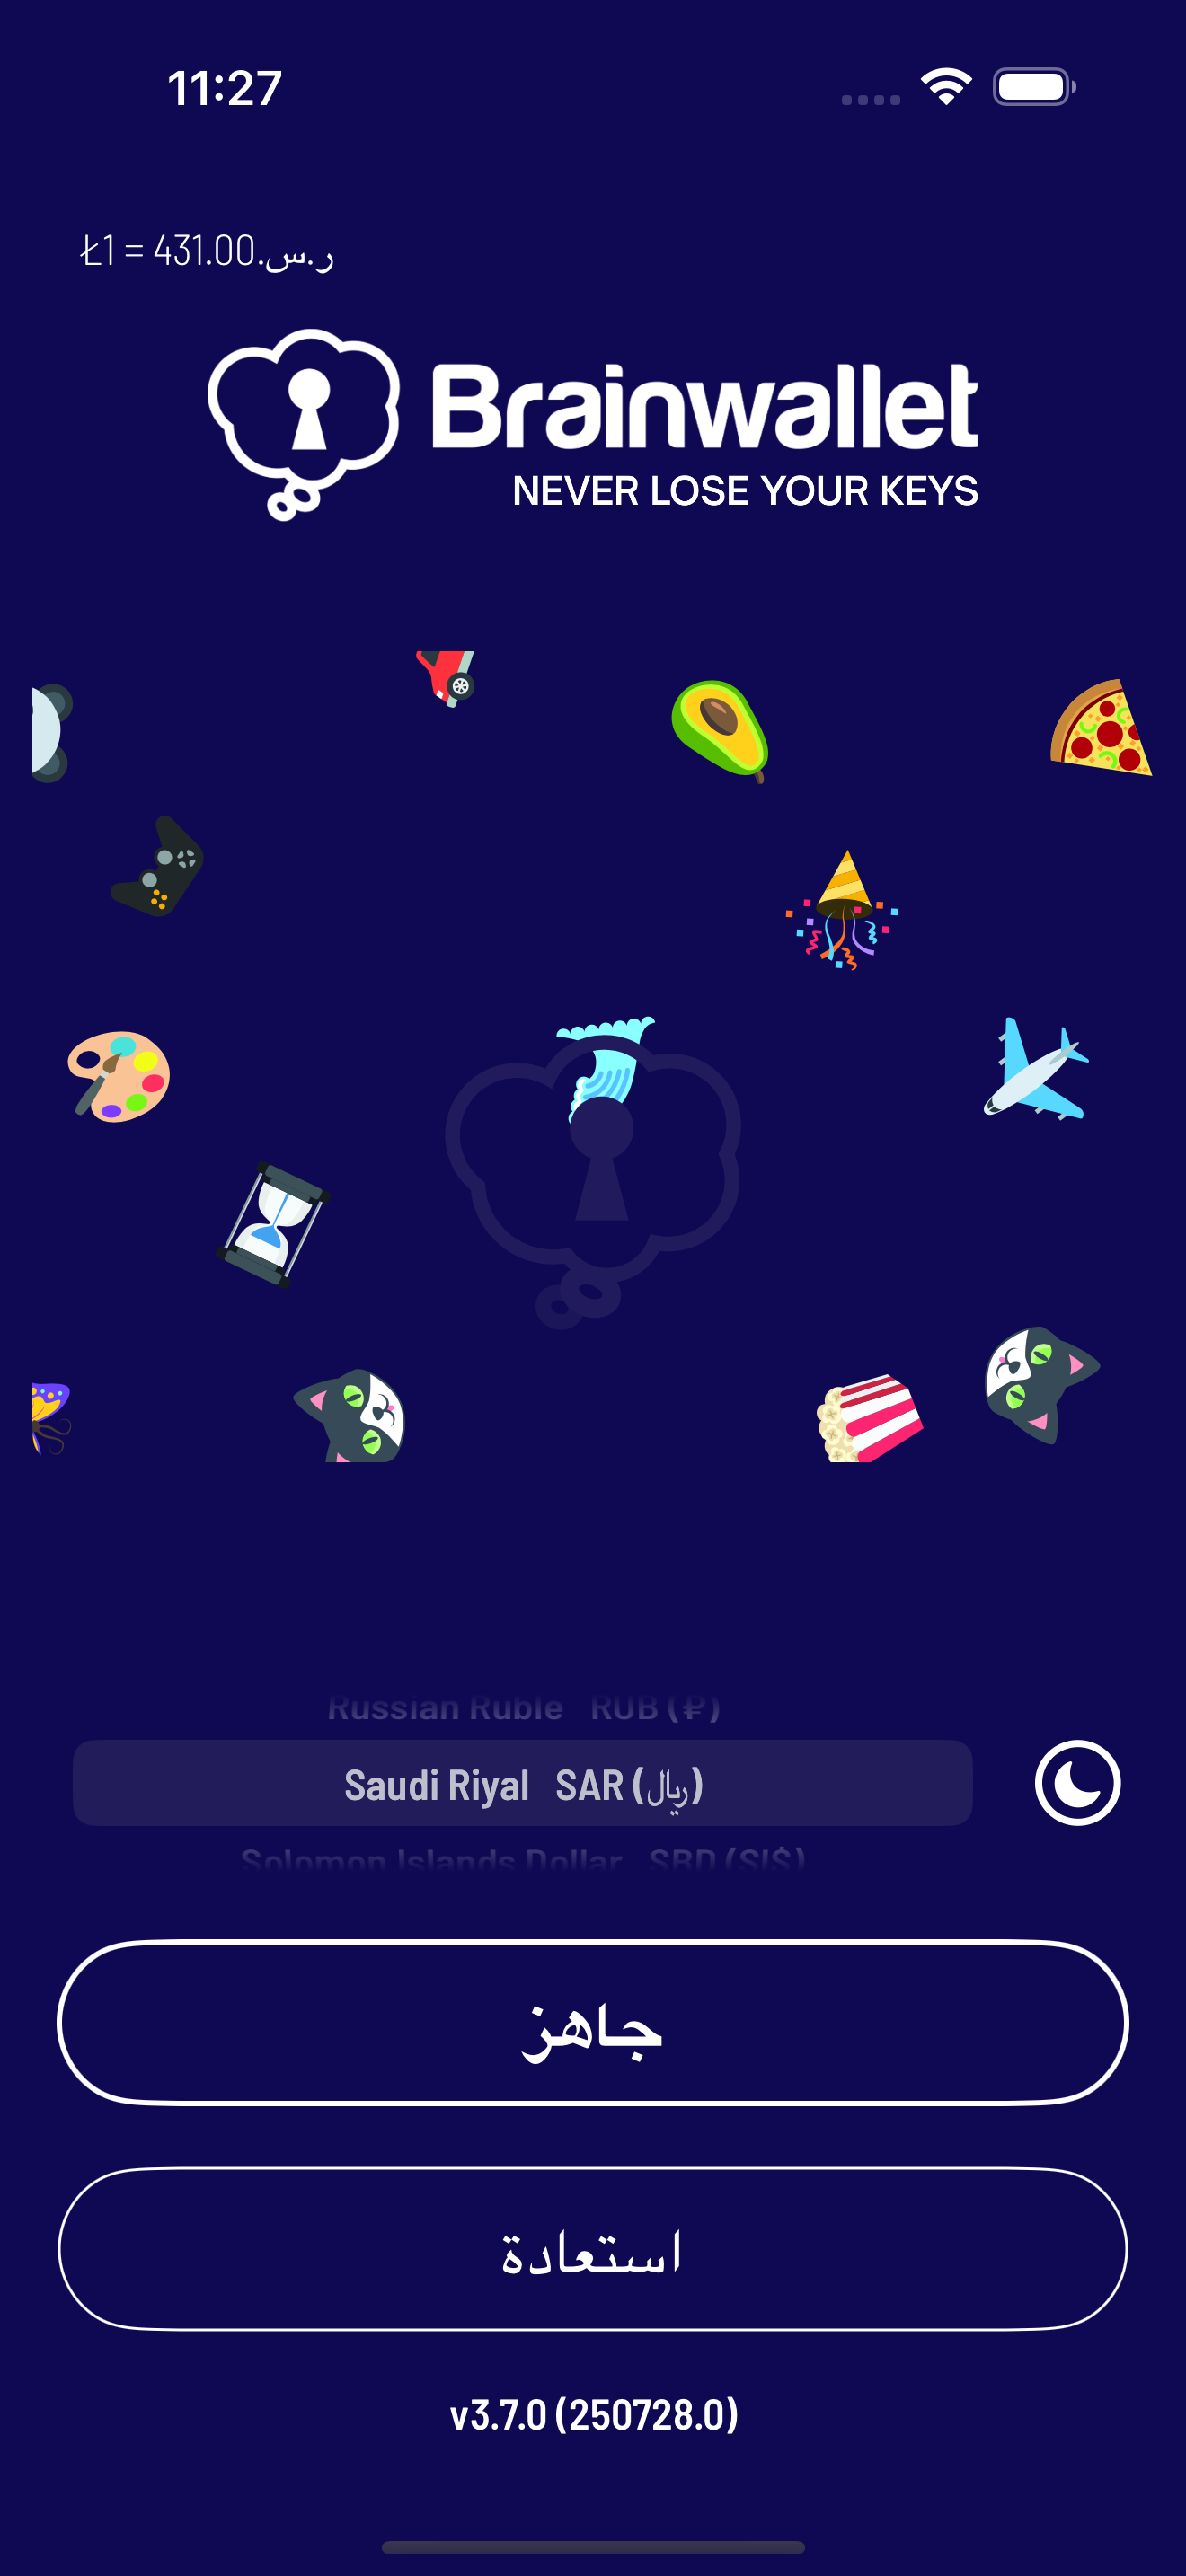 11:27
Ł1 = 431.00.ر.س
Brainwallet
NEVER LOSE YOUR KEYS
Russian Ruble RUB (₽)
Saudi Riyal SAR (ريال)
Solomon Islands Dollar SBD (SI$)
جاهز
استعادة
v3.7.0 (250728.0)